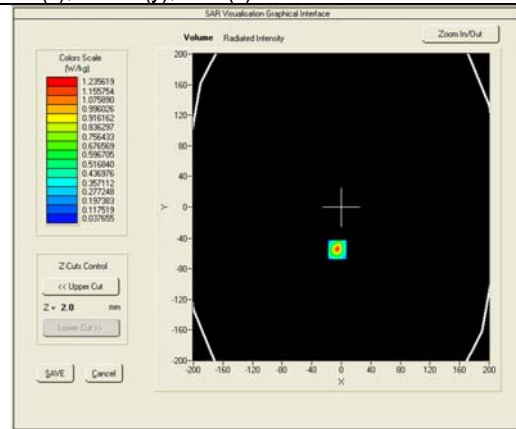 SAR Visualisation Graphical Interface
Volume Radiated Intensity
Zoom In/Out
Colors Scale
(W/kg)
1.235619
1.155754
1.075890
0.996026
0.916162
0.836297
0.756433
0.676569
0.596705
0.516840
0.436976
0.357112
0.277248
0.197383
0.117519
0.037655
200-
160-
120-
80-
40-
0-
-40-
-80-
-120-
-160-
-200-
Y
-200 -160 -120 -80 -40 0 40 80 120 160 200
X
Z-Cuts Control
<< Upper Cut
Z = 2.0 mm
Lower Cut >>
SAVE Cancel